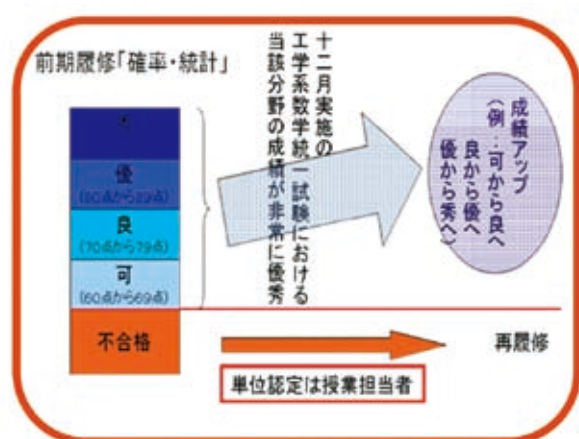 前期履修「確率・統計」
優
(80点から89点)
良
(70点から79点)
可
(60点から69点)
不合格
十二月実施の
工学系数学統一試験における
当該分野の成績が非常に優秀
成績アップ
(例:可から良へ
良から優へ
優から秀へ)
再履修
単位認定は授業担当者